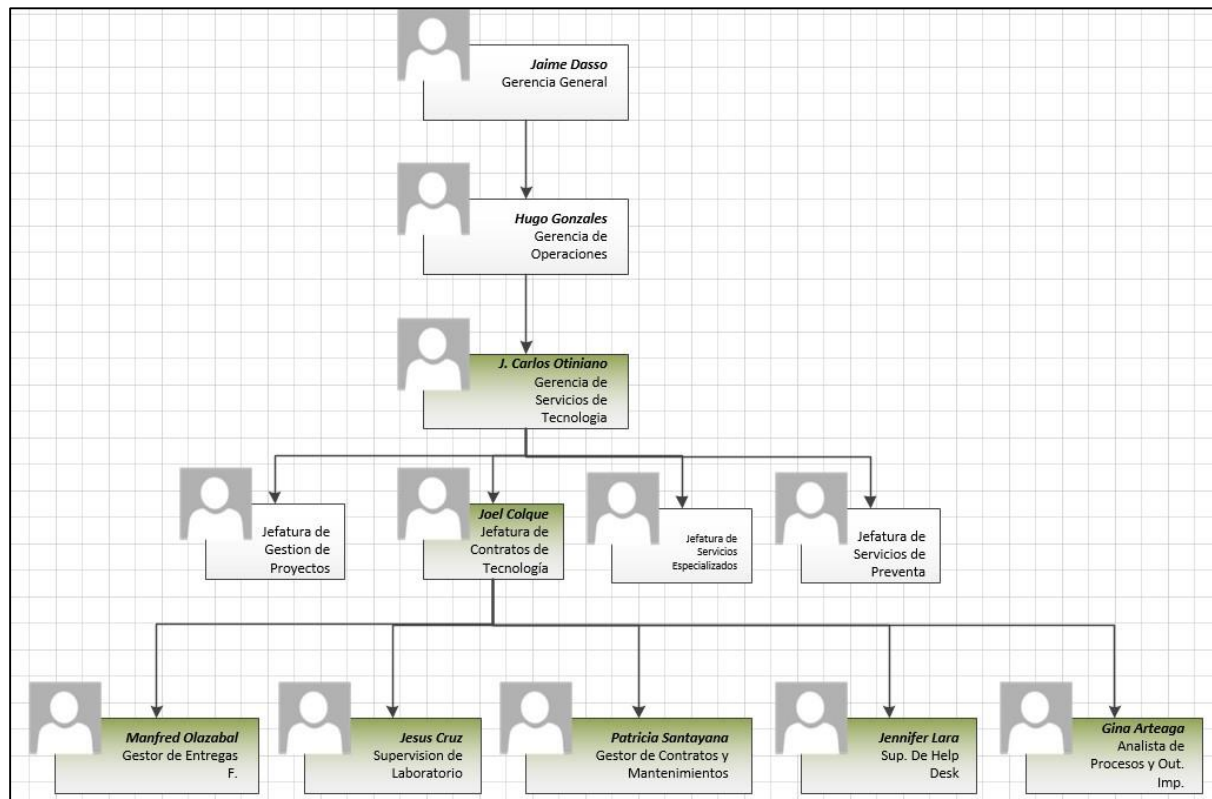 Jaime Dasso
Gerencia General
Hugo Gonzales
Gerencia de
Operaciones
J. Carlos Otiniano
Gerencia de
Servicios de
Tecnologia
Jefatura de
Gestion de
Proyectos
Joel Colque
Jefatura de
Contratos de
Tecnología
Jefatura de
Servicios
Especializados
Jefatura de
Servicios de
Preventa
Manfred Olazabal
Gestor de Entregas
F.
Jesus Cruz
Supervision de
Laboratorio
Patricia Santayana
Gestor de Contratos y
Mantenimientos
Jennifer Lara
Sup. De Help
Desk
Gina Arteaga
Analista de
Procesos y Out.
Imp.